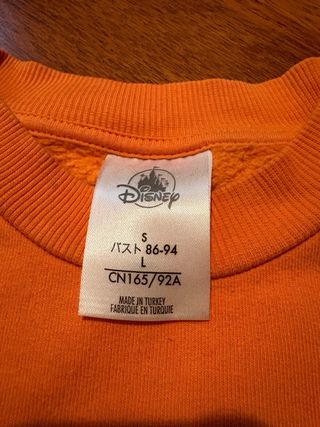 Disney
S
バスト 86-94
L
CN165/92A
MADE IN TURKEY
FABRIQUÉ EN TURQUIE